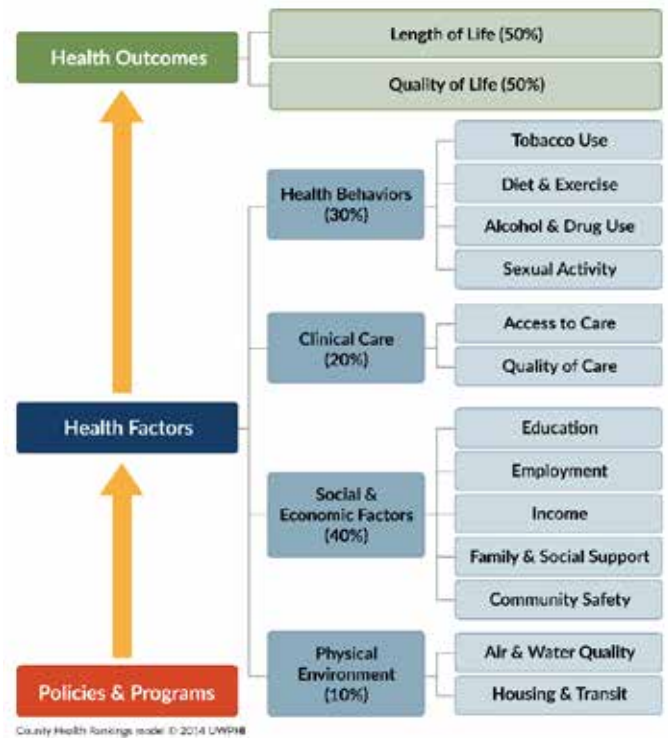 Health Outcomes
Length of Life (50%)
Quality of Life (50%)
Health Behaviors
(30%)
Tobacco Use
Diet & Exercise
Alcohol & Drug Use
Sexual Activity
Clinical Care
(20%)
Access to Care
Quality of Care
Health Factors
Social &
Economic Factors
(40%)
Education
Employment
Income
Family & Social Support
Community Safety
Physical
Environment
(10%)
Air & Water Quality
Housing & Transit
Policies & Programs
County Health Rankings model © 2014 UWPHI